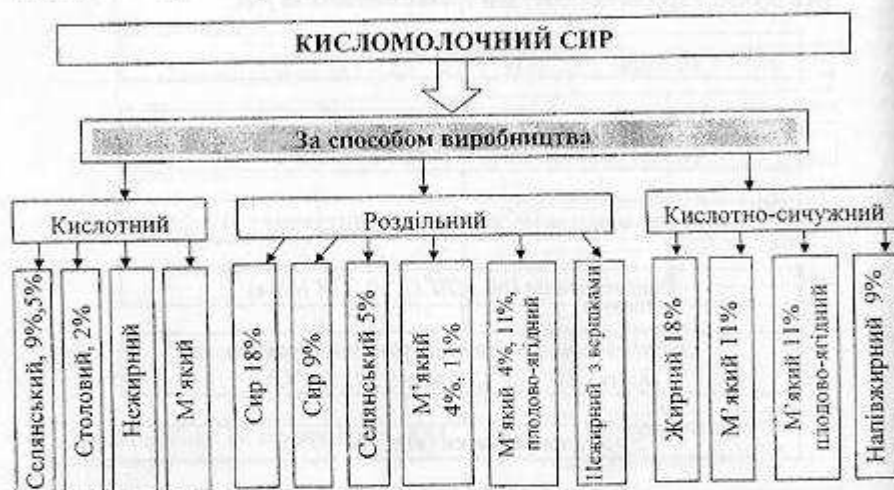 КИСЛОМОЛОЧНИЙ СИР
За способом виробництва
Кислотний
Роздільний
Кислотно-сичужний
Селянський, 9%,5%
Столовий, 2%
Нежирний
М'який
Сир 18%
Сир 9%
Селянський 5%
М'який
4%, 11%
М'який 4%, 11%,
плодово-ягідний
Нежирний з вершками
Жирний 18%
М'який 11%
М'який 11%
плодово-ягідний
Напівжирний 9%